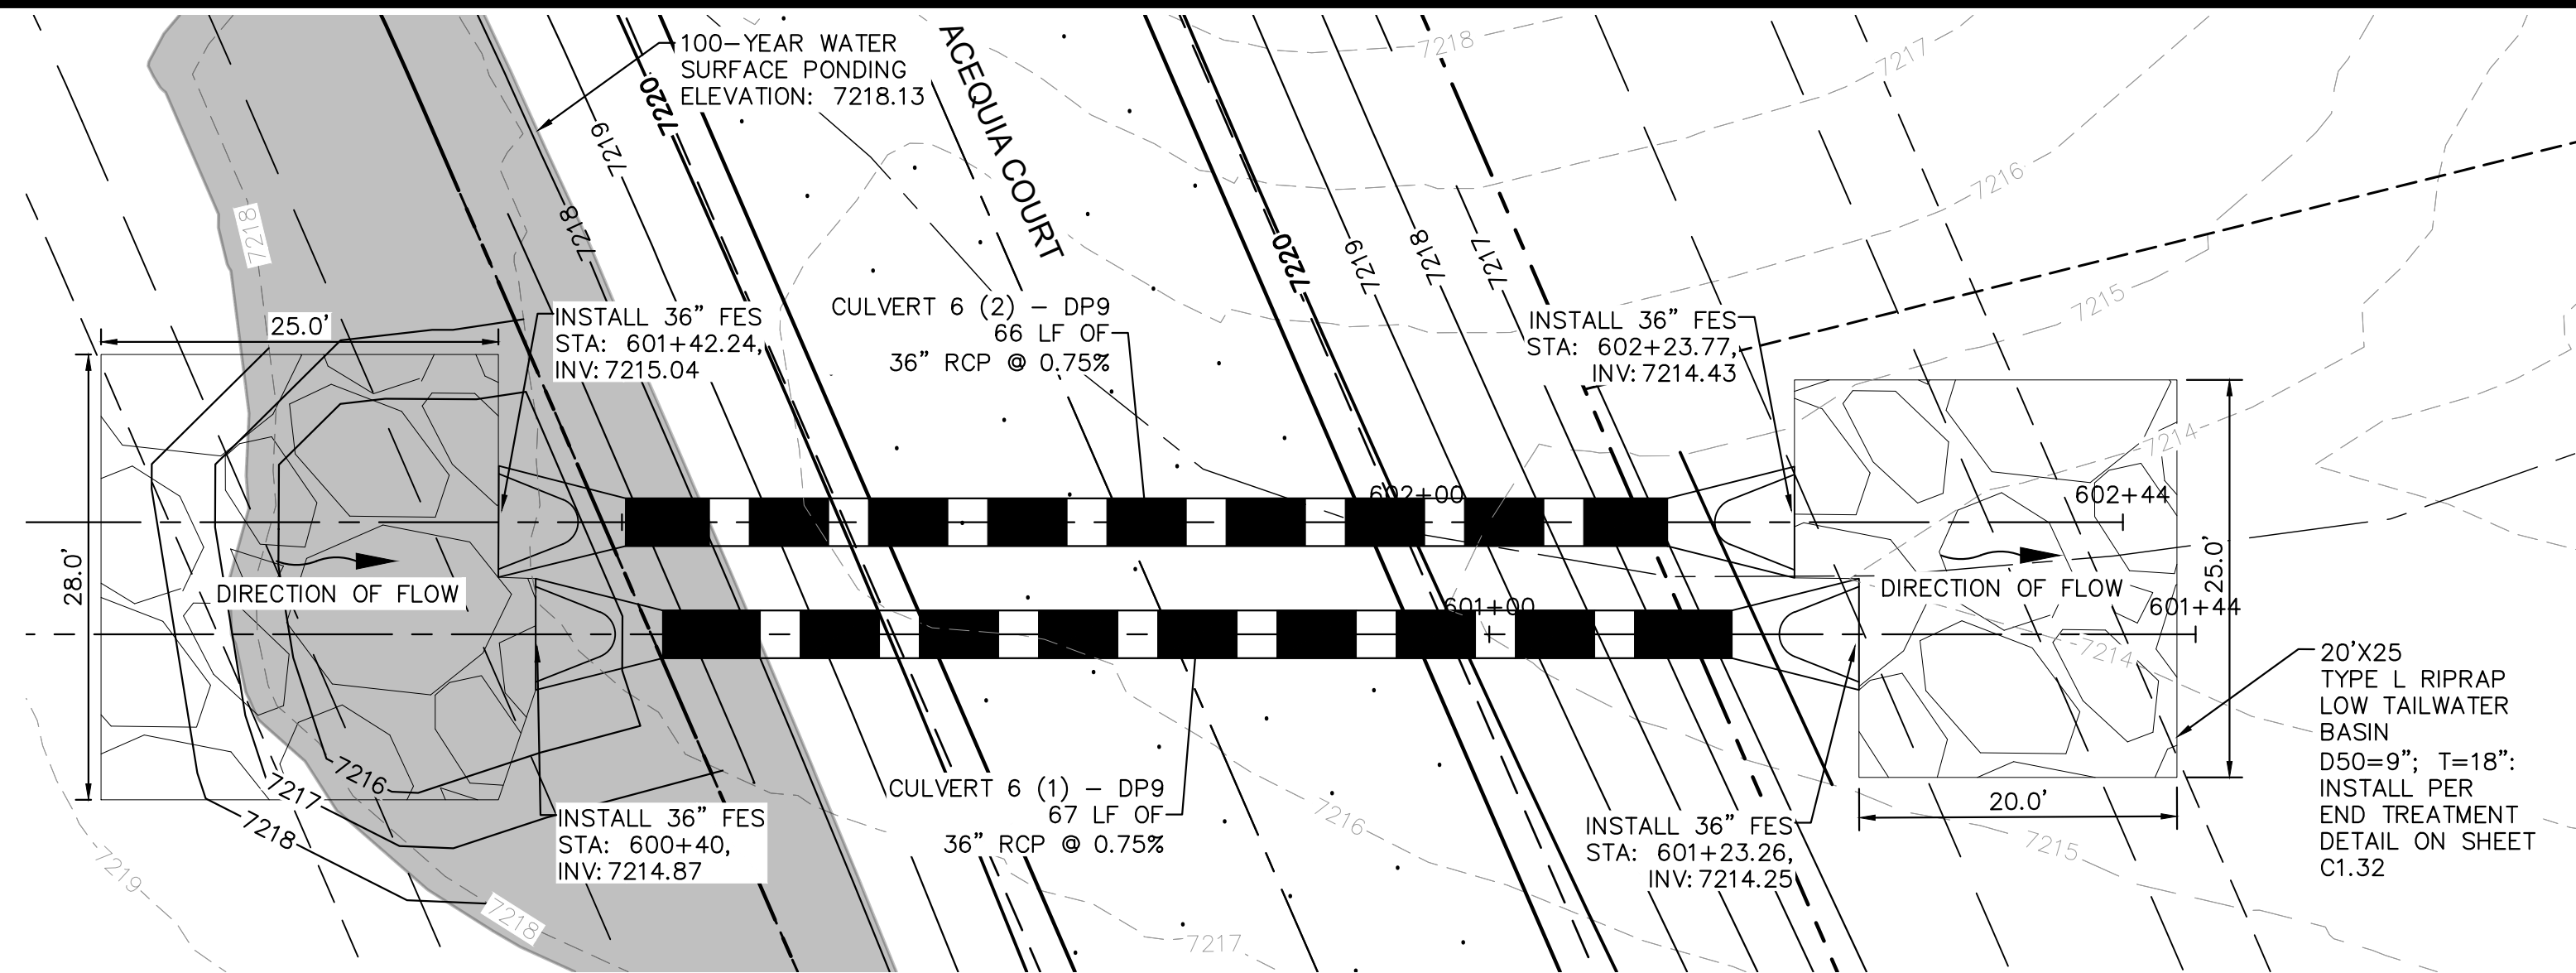 100-YEAR WATER
SURFACE PONDING
ELEVATION: 7218.13
ACEQUIA COURT
7218
7217
7216
7215
7214
7214
7215
7216
7217
7218
7219
7218
7220
7219
7218
7220
7219
7218
7217
25.0'
28.0'
INSTALL 36" FES
STA: 601+42.24,
INV: 7215.04
CULVERT 6 (2) - DP9
66 LF OF
36" RCP @ 0.75%
INSTALL 36" FES
STA: 602+23.77,
INV: 7214.43
602+00
602+44
601+00
601+44
DIRECTION OF FLOW
DIRECTION OF FLOW
25.0'
20.0'
7216
7217
7218
INSTALL 36" FES
STA: 600+40,
INV: 7214.87
CULVERT 6 (1) - DP9
67 LF OF
36" RCP @ 0.75%
INSTALL 36" FES
STA: 601+23.26,
INV: 7214.25
20'X25
TYPE L RIPRAP
LOW TAILWATER
BASIN
D50=9"; T=18":
INSTALL PER
END TREATMENT
DETAIL ON SHEET
C1.32